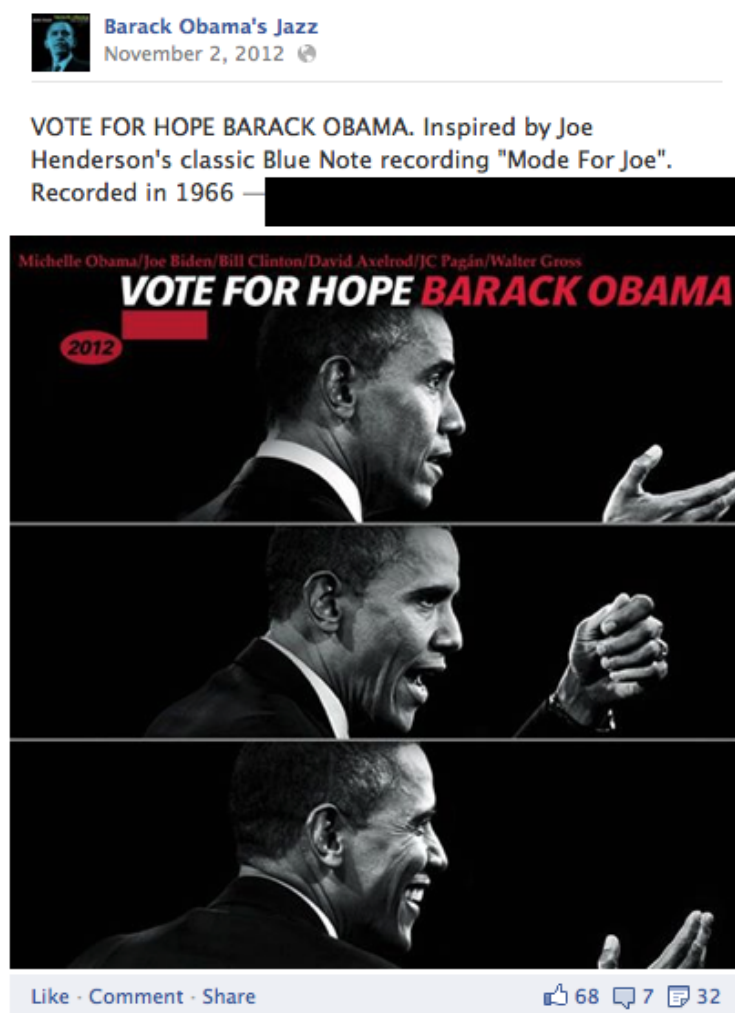 Barack Obama's Jazz
November 2, 2012
VOTE FOR HOPE BARACK OBAMA. Inspired by Joe
Henderson's classic Blue Note recording "Mode For Joe".
Recorded in 1966 —
Michelle Obama/Joe Biden/Bill Clinton/David Axelrod/JC Pagán/Walter Gross
VOTE FOR HOPE BARACK OBAMA
2012
Like · Comment · Share 68 7 32